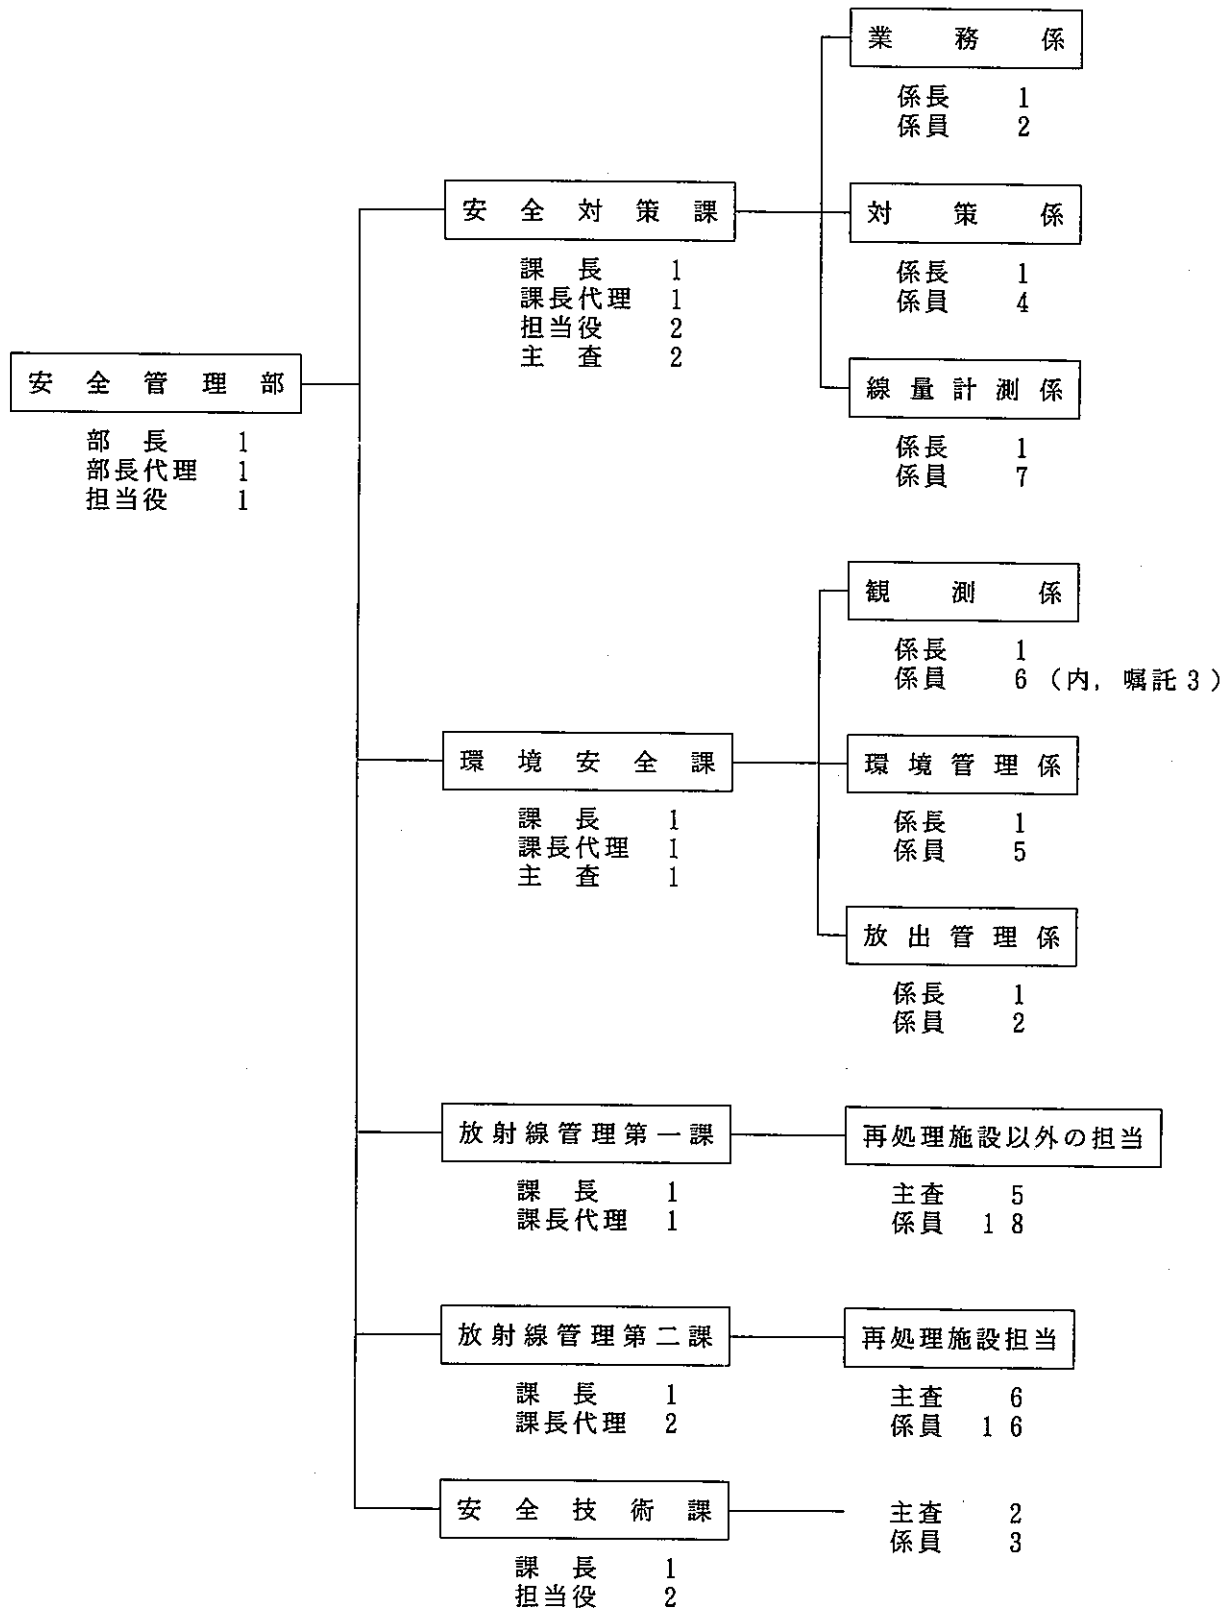 安全管理部
部長 1
部長代理 1
担当役 1
安全対策課
課長 1
課長代理 1
担当役 2
主査 2
業務係
係長 1
係員 2
対策係
係長 1
係員 4
線量計測係
係長 1
係員 7
環境安全課
課長 1
課長代理 1
主査 1
観測係
係長 1
係員 6 (内, 嘱託3)
環境管理係
係長 1
係員 5
放出管理係
係長 1
係員 2
放射線管理第一課
課長 1
課長代理 1
再処理施設以外の担当
主査 5
係員 18
放射線管理第二課
課長 1
課長代理 2
再処理施設担当
主査 6
係員 16
安全技術課
課長 1
担当役 2
主査 2
係員 3